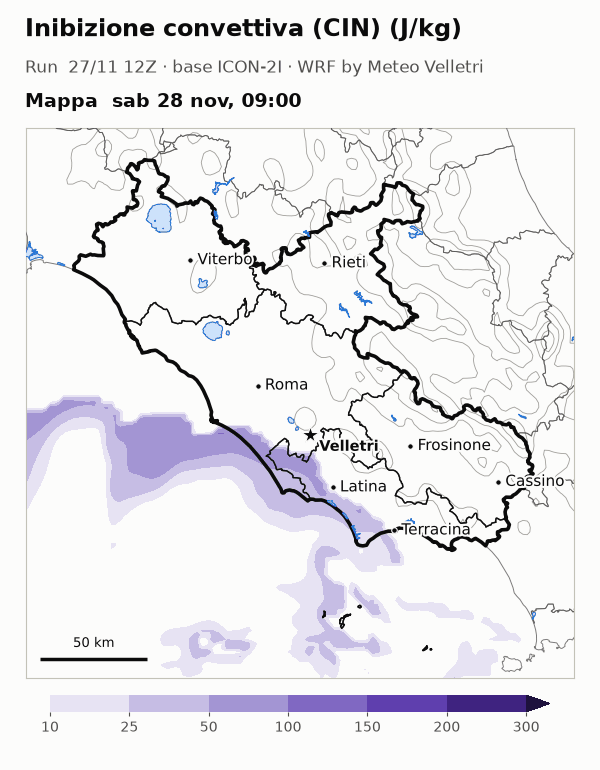 Inibizione convettiva (CIN) (J/kg)
Run  27/11 12Z · base ICON-2I · WRF by Meteo Velletri
Mappa  sab 28 nov, 09:00
Viterbo
Rieti
Roma
Velletri
Frosinone
Latina
Cassino
Terracina
50 km
10 25 50 100 150 200 300